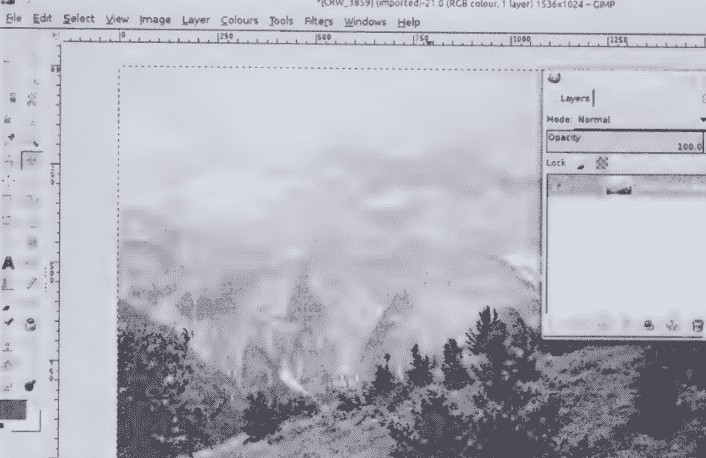 *[CRW_3859] (imported)-21.0 (RGB colour, 1 layer) 1536x1024 – GIMP
File Edit Select View Image Layer Colours Tools Filters Windows Help
0 250 500 750 1000 1250
Layers
Mode: Normal
Opacity
100.0
Lock
A